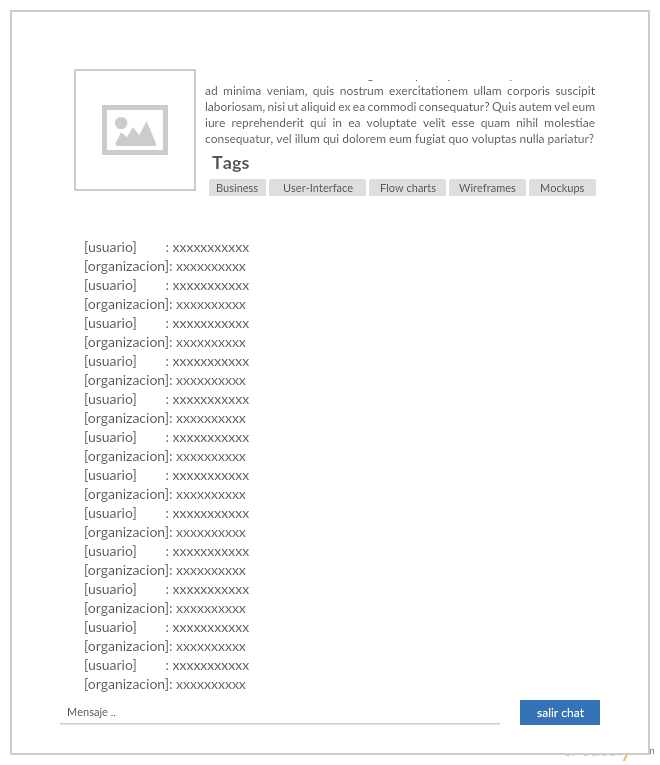 ad minima veniam, quis nostrum exercitationem ullam corporis suscipit
laboriosam, nisi ut aliquid ex ea commodi consequatur? Quis autem vel eum
iure reprehenderit qui in ea voluptate velit esse quam nihil molestiae
consequatur, vel illum qui dolorem eum fugiat quo voluptas nulla pariatur?
Tags
Business User-Interface Flow charts Wireframes Mockups
[usuario] : xxxxxxxxxxx
[organizacion]: xxxxxxxxxx
[usuario] : xxxxxxxxxxx
[organizacion]: xxxxxxxxxx
[usuario] : xxxxxxxxxxx
[organizacion]: xxxxxxxxxx
[usuario] : xxxxxxxxxxx
[organizacion]: xxxxxxxxxx
[usuario] : xxxxxxxxxxx
[organizacion]: xxxxxxxxxx
[usuario] : xxxxxxxxxxx
[organizacion]: xxxxxxxxxx
[usuario] : xxxxxxxxxxx
[organizacion]: xxxxxxxxxx
[usuario] : xxxxxxxxxxx
[organizacion]: xxxxxxxxxx
[usuario] : xxxxxxxxxxx
[organizacion]: xxxxxxxxxx
[usuario] : xxxxxxxxxxx
[organizacion]: xxxxxxxxxx
[usuario] : xxxxxxxxxxx
[organizacion]: xxxxxxxxxx
[usuario] : xxxxxxxxxxx
[organizacion]: xxxxxxxxxx
Mensaje .. salir chat